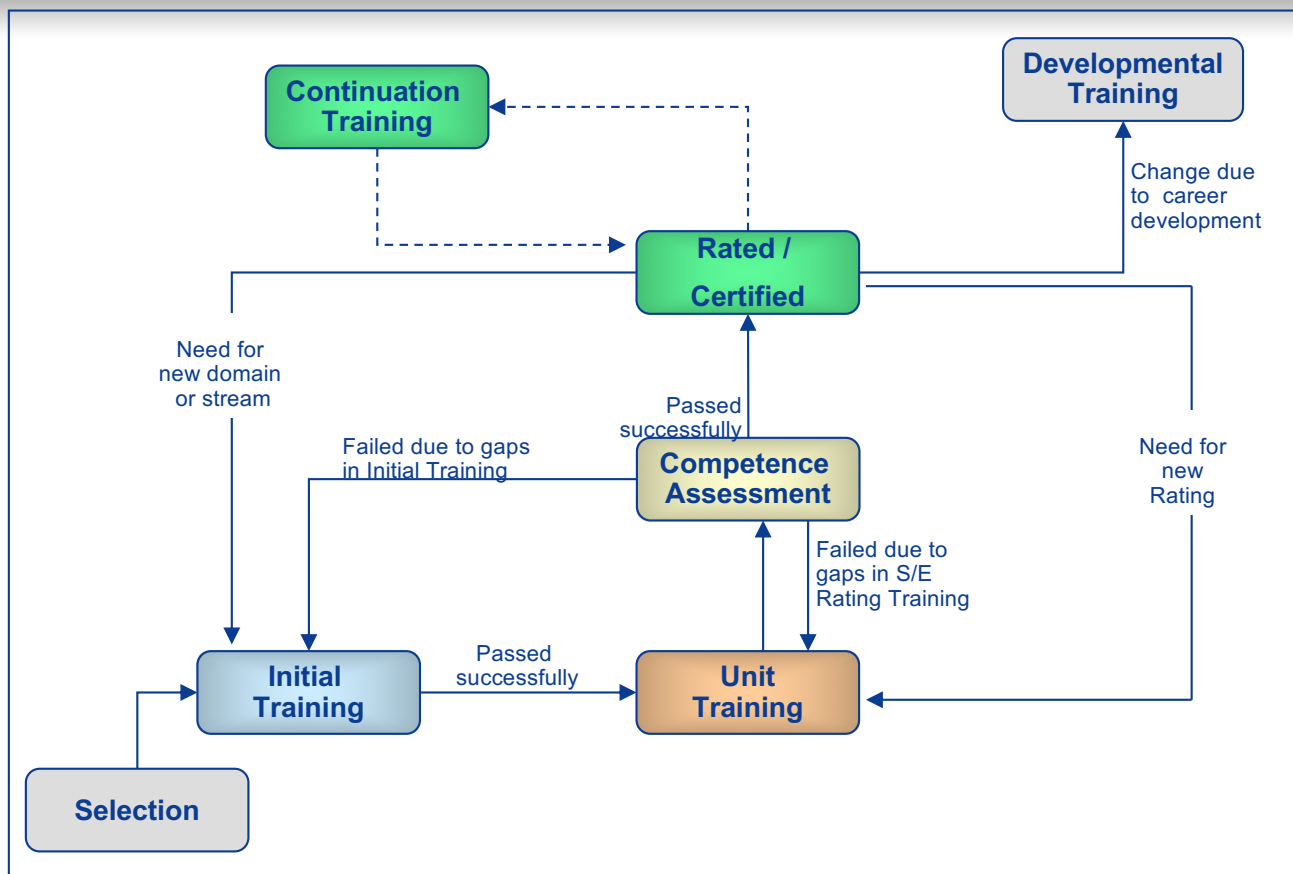 Developmental
Training
Continuation
Training
Change due
to career
development
Rated /
Certified
Need for
new domain
or stream
Passed
successfully
Failed due to gaps
in Initial Training
Competence
Assessment
Need for
new
Rating
Failed due to
gaps in S/E
Rating Training
Initial
Training
Passed
successfully
Unit
Training
Selection